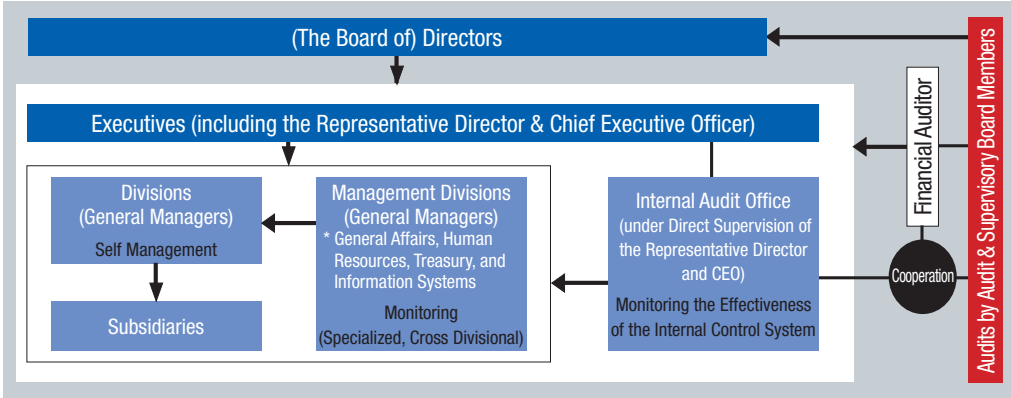 (The Board of) Directors
Executives (including the Representative Director & Chief Executive Officer)
Divisions
(General Managers)
Self Management
Subsidiaries
Management Divisions
(General Managers)
* General Affairs, Human
Resources, Treasury, and
Information Systems
Monitoring
(Specialized, Cross Divisional)
Internal Audit Office
(under Direct Supervision of
the Representative Director
and CEO)
Monitoring the Effectiveness
of the Internal Control System
Financial Auditor
Cooperation
Audits by Audit & Supervisory Board Members